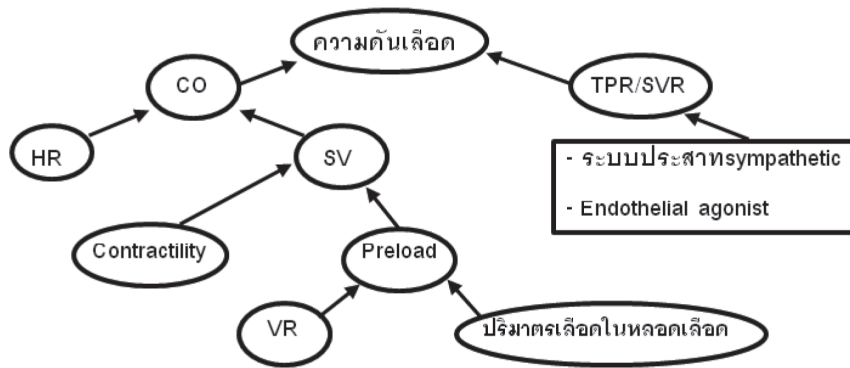 ความดันเลือด
CO
TPR/SVR
HR
SV
- ระบบประสาทsympathetic
- Endothelial agonist
Contractility
Preload
VR
ปริมาตรเลือดในหลอดเลือด